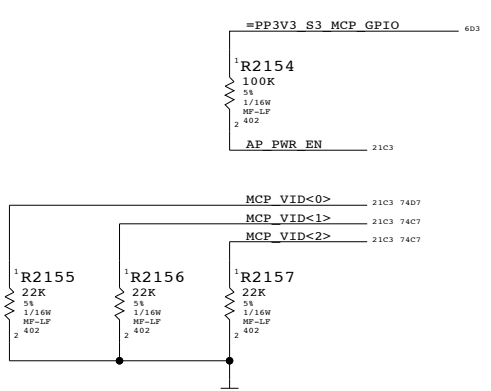 =PP3V3_S3_MCP_GPIO 6D3
1
R2154
100K
5%
1/16W
MF-LF
402
2
AP_PWR_EN 21C3
MCP_VID<0> 21C3 74D7
MCP_VID<1> 21C3 74C7
MCP_VID<2> 21C3 74C7
1 R2155 1 R2156 1 R2157
22K 22K 22K
5% 5% 5%
1/16W 1/16W 1/16W
MF-LF MF-LF MF-LF
402 402 402
2 2 2